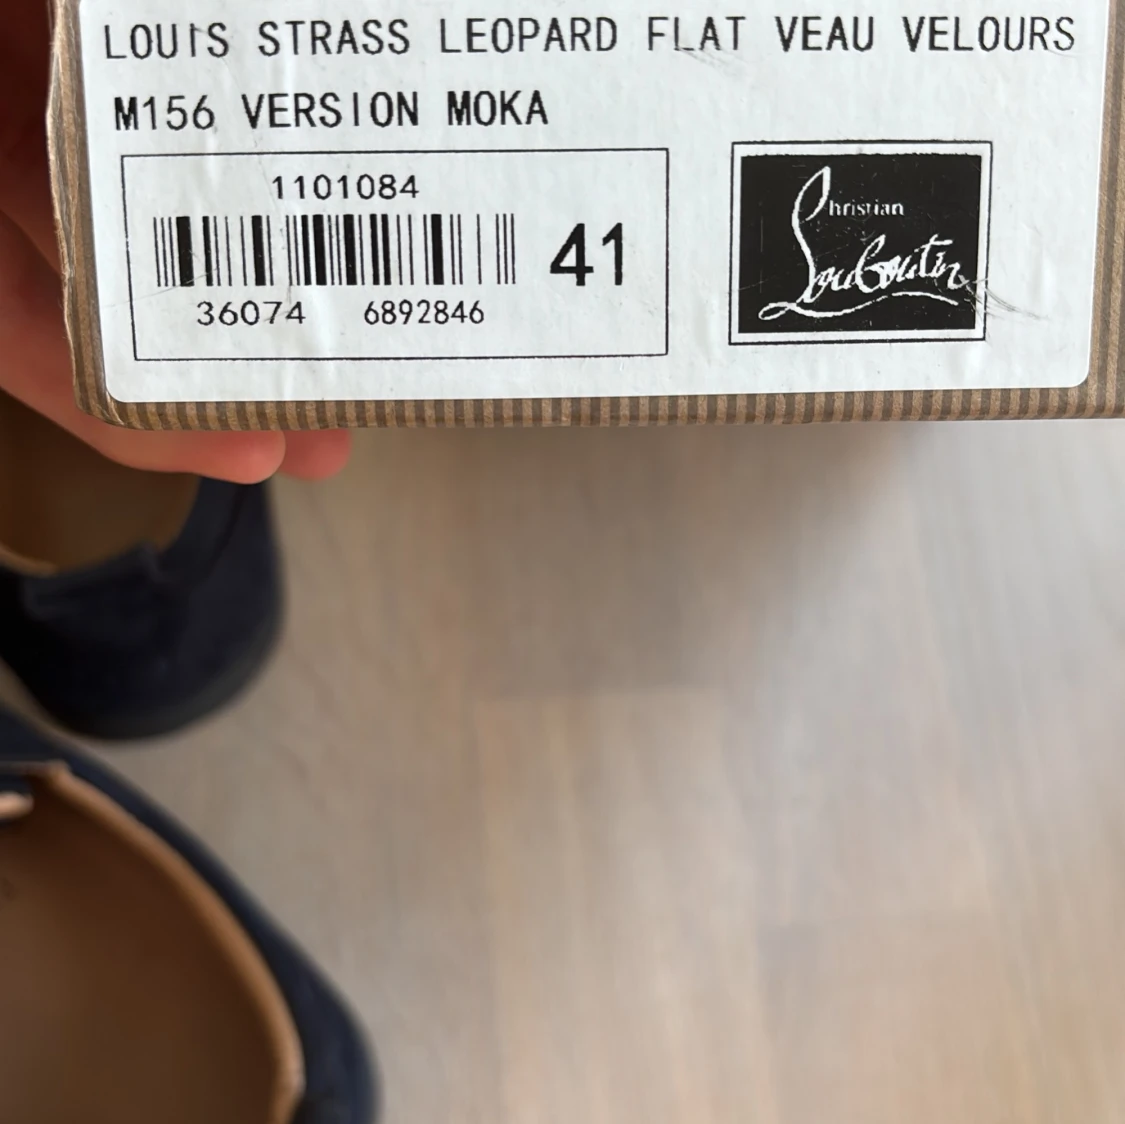 LOUIS STRASS LEOPARD FLAT VEAU VELOURS
M156 VERSION MOKA
1101084
36074 6892846
41
Christian
Louboutin